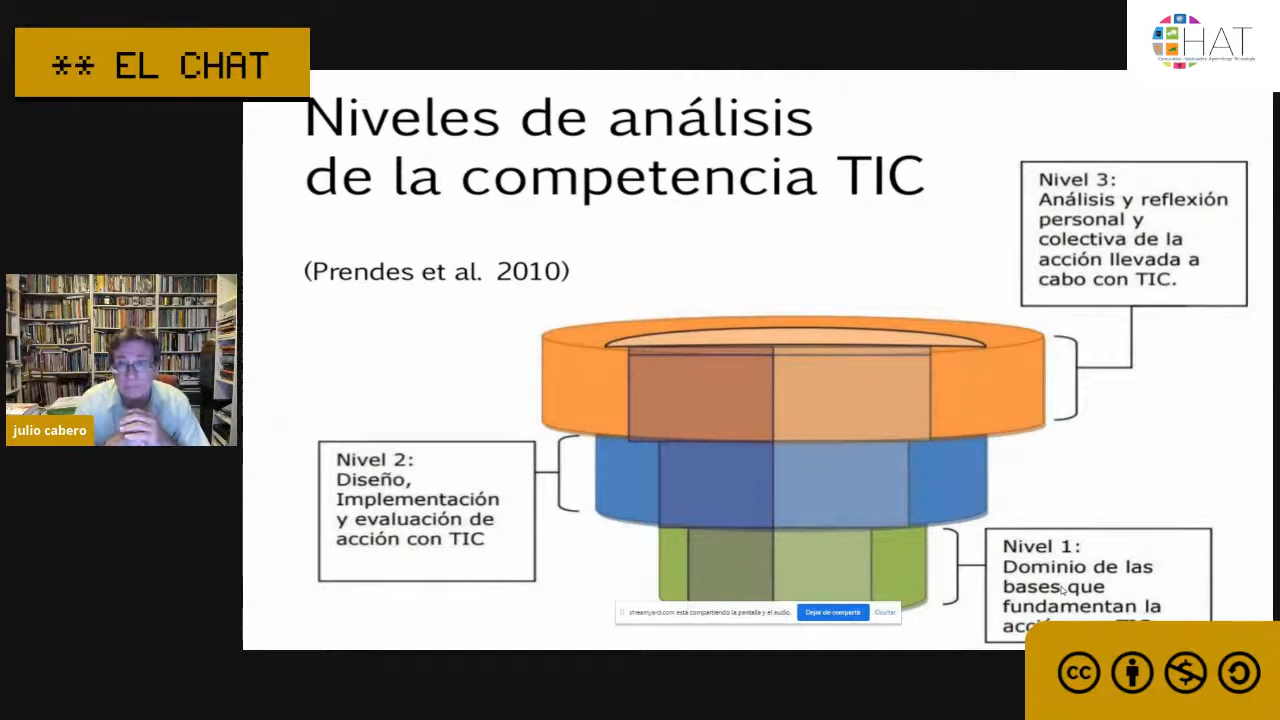 ** EL CHAT
CHAT
Niveles de análisis
de la competencia TIC
(Prendes et al. 2010)
Nivel 3:
Análisis y reflexión
personal y
colectiva de la
acción llevada a
cabo con TIC.
julio cabero
Nivel 2:
Diseño,
Implementación
y evaluación de
acción con TIC
Nivel 1:
Dominio de las
bases que
fundamentan la
streamyard.com está compartiendo la pantalla y el audio.
Dejar de compartir
Ocultar
cc